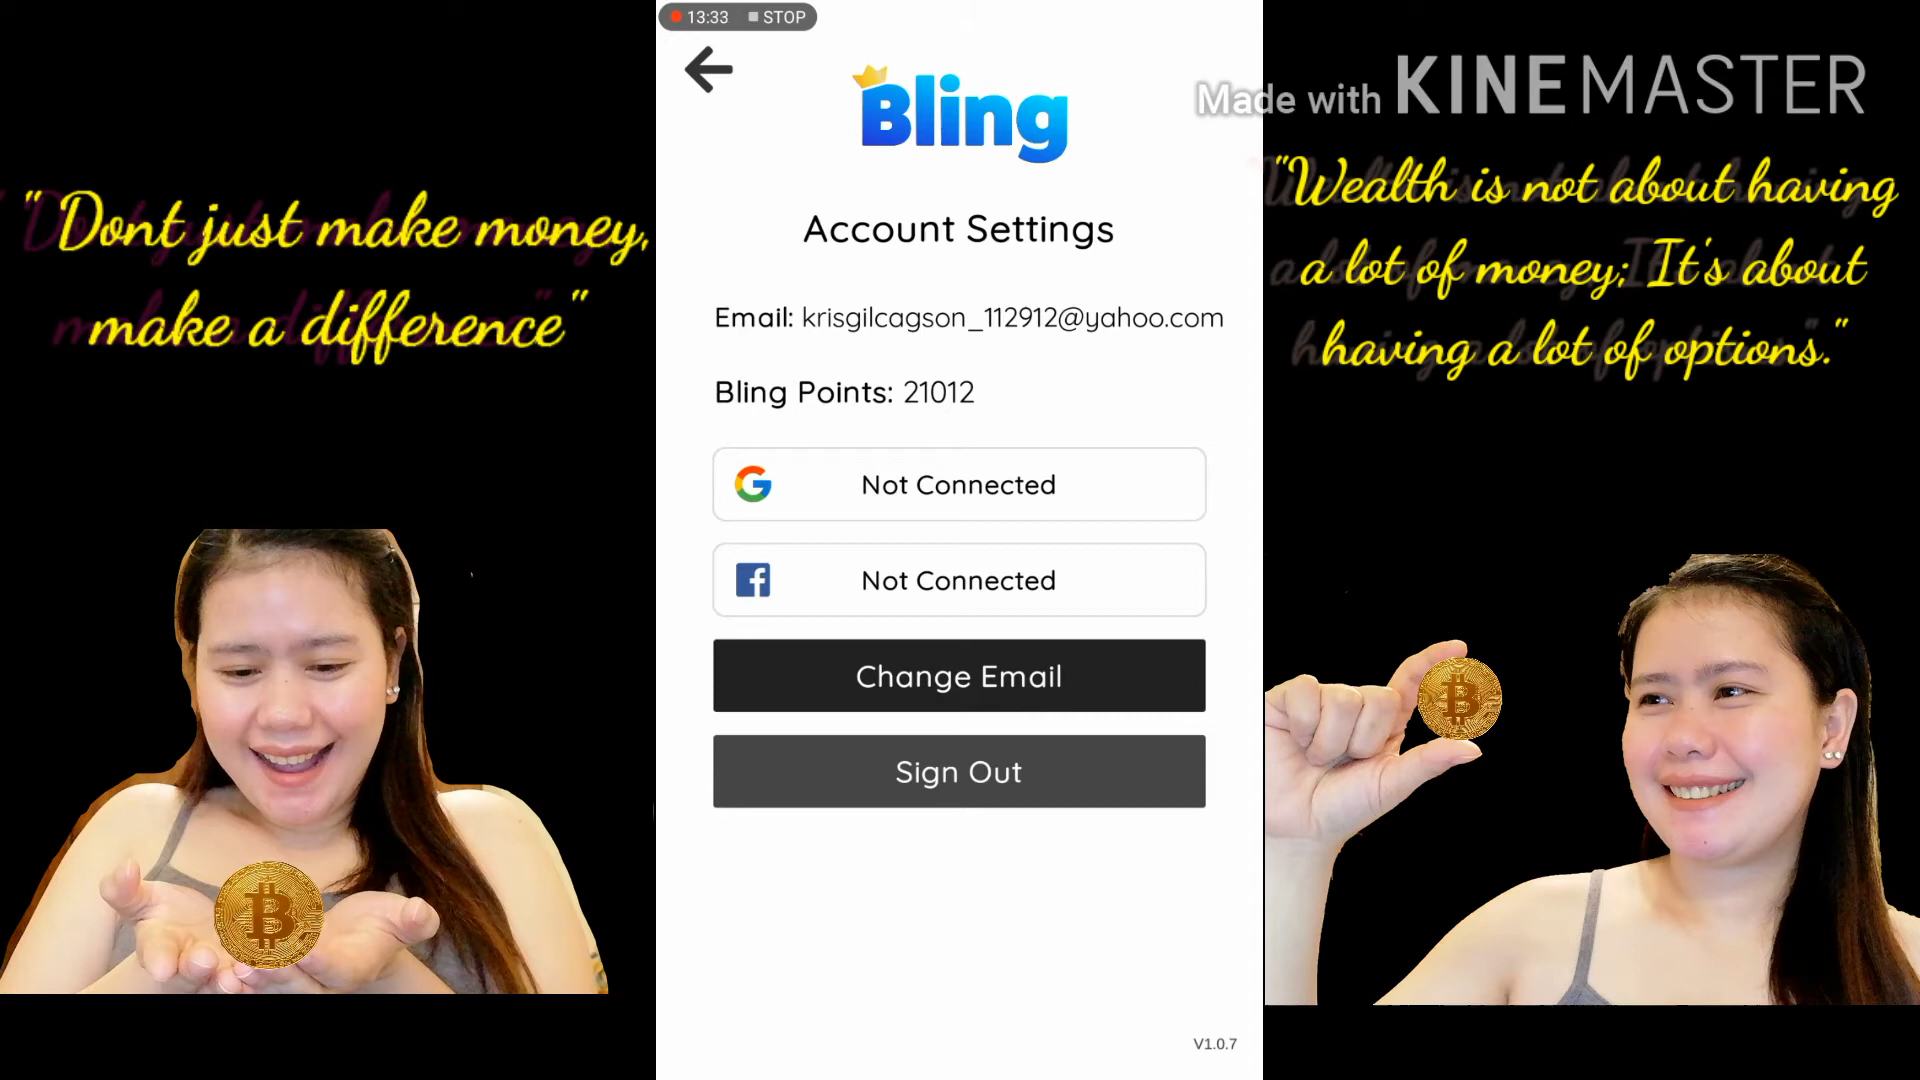 13:33 STOP
Made with KINEMASTER
Bling
"Dont just make money,
make a difference"
"Wealth is not about having
a lot of money; It's about
having a lot of options."
Account Settings
Email: krisgilcagson_112912@yahoo.com
Bling Points: 21012
G Not Connected
f Not Connected
Change Email
Sign Out
V1.0.7